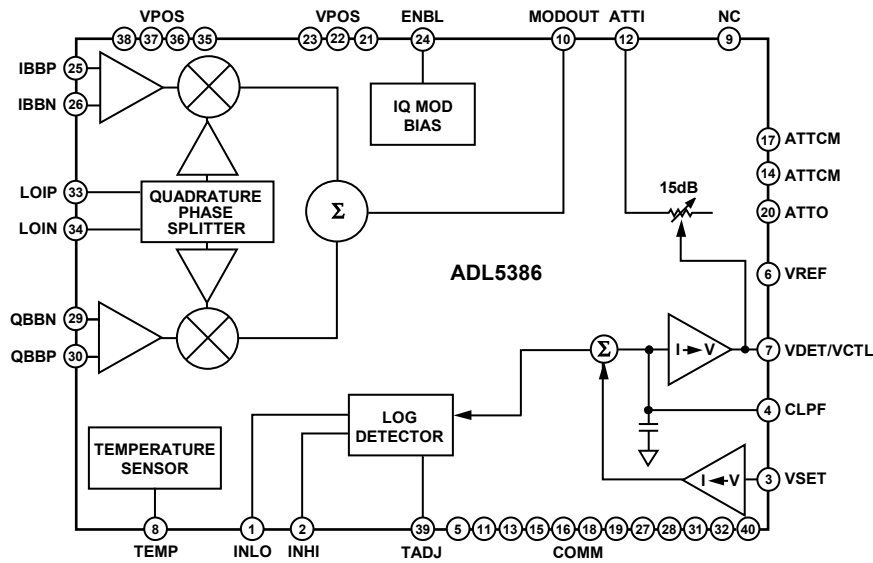 VPOS VPOS ENBL MODOUT ATTI NC
38 37 36 35 23 22 21 24 10 12 9
IBBP 25
IBBN 26
IQ MOD
BIAS
17 ATTCM
14 ATTCM
LOIP 33
LOIN 34
QUADRATURE
PHASE
SPLITTER
Σ
15dB
20 ATTO
ADL5386
6 VREF
QBBN 29
QBBP 30
Σ
I V
7 VDET/VCTL
4 CLPF
LOG
DETECTOR
TEMPERATURE
SENSOR
I V
3 VSET
8 1 2 39 5 11 13 15 16 18 19 27 28 31 32 40
TEMP INLO INHI TADJ COMM